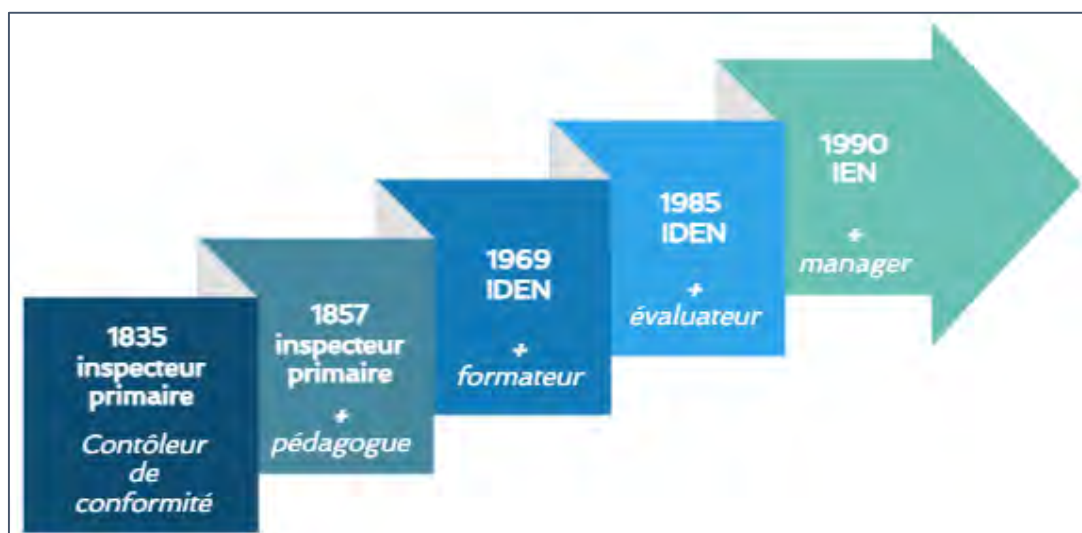 1835
inspecteur
primaire
Contôleur
de
conformité
1857
inspecteur
primaire
+
pédagogue
1969
IDEN
+
formateur
1985
IDEN
+
évaluateur
1990
IEN
+
manager